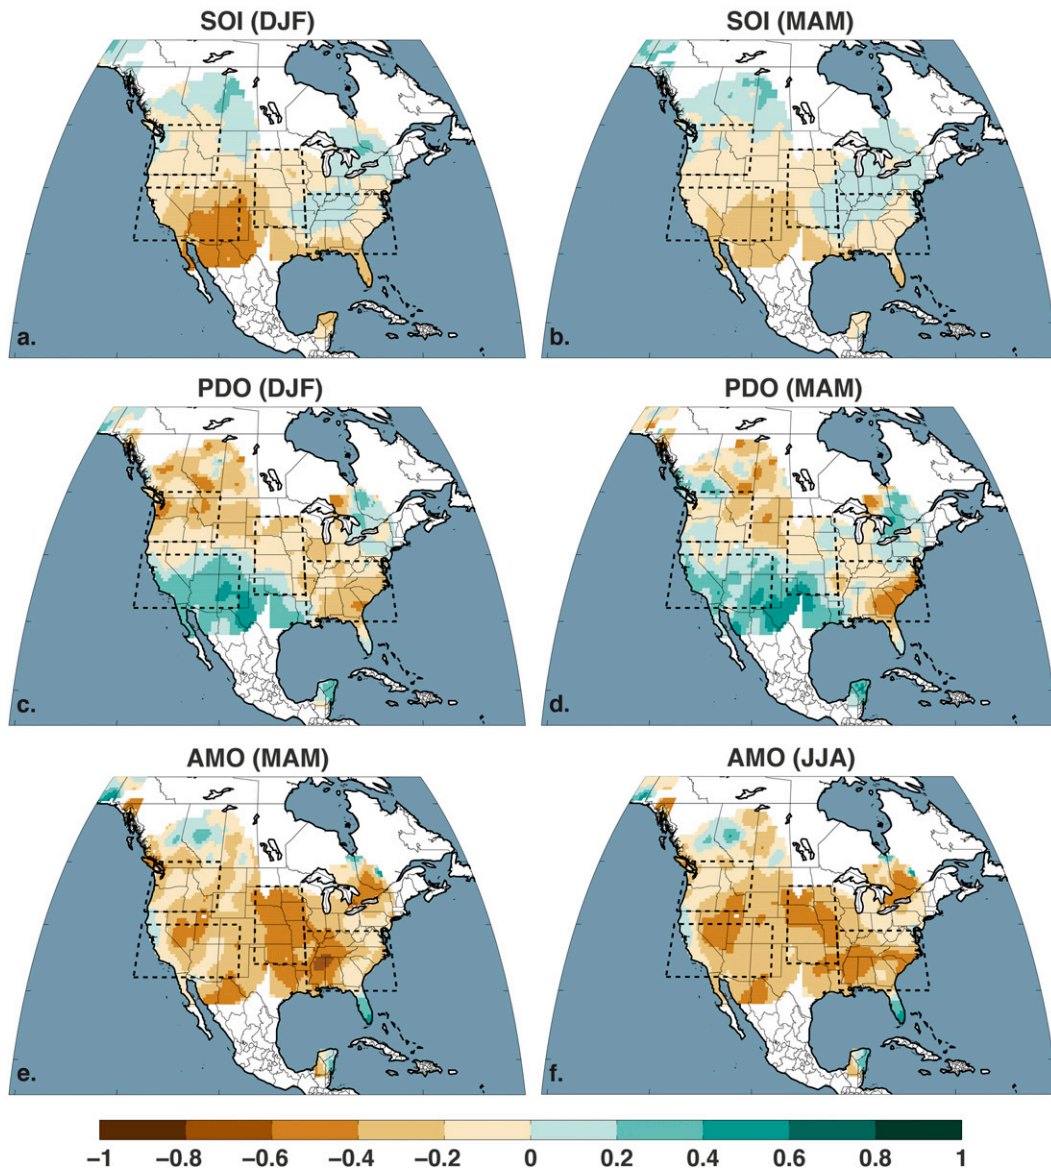 SOI (DJF) SOI (MAM)
a. b.
PDO (DJF) PDO (MAM)
c. d.
AMO (MAM) AMO (JJA)
e. f.
−1 −0.8 −0.6 −0.4 −0.2 0 0.2 0.4 0.6 0.8 1